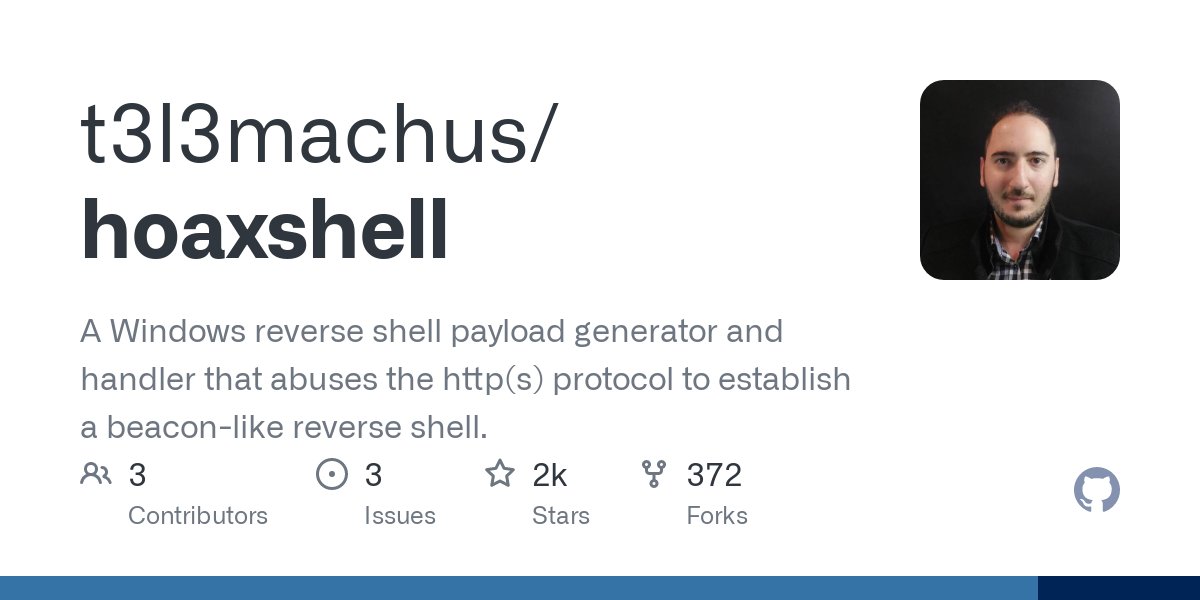 t3l3machus/
hoaxshell
A Windows reverse shell payload generator and
handler that abuses the http(s) protocol to establish
a beacon-like reverse shell.
3 3 2k 372
Contributors Issues Stars Forks